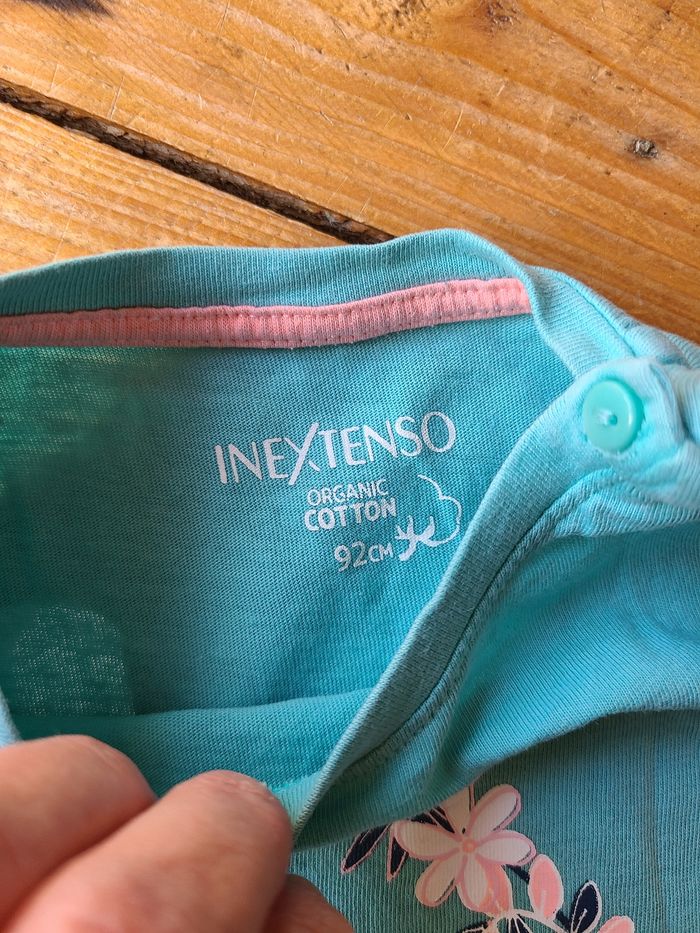 INEXTENSO
ORGANIC
COTTON
92CM